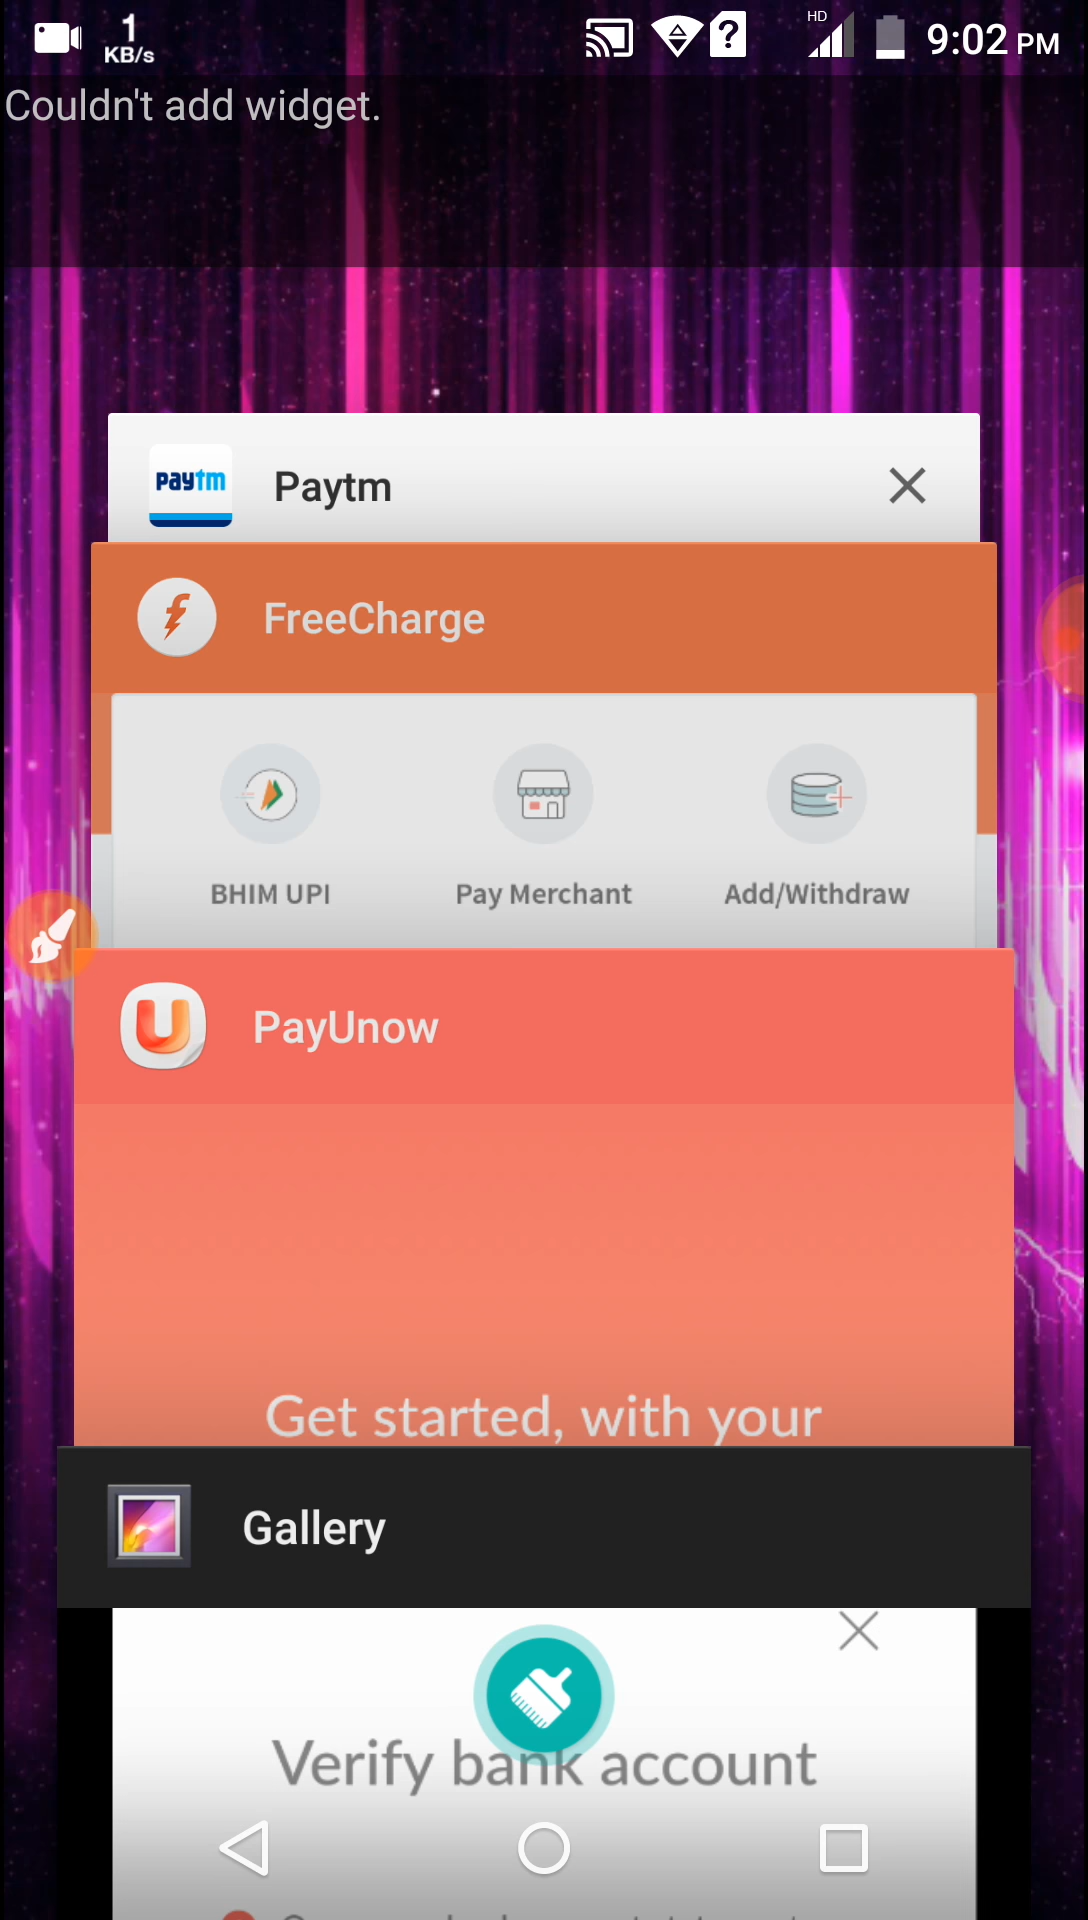 1
KB/s
HD
9:02 PM
Couldn't add widget.
paytm
Paytm
FreeCharge
BHIM UPI
Pay Merchant
Add/Withdraw
PayUnow
Get started, with your
Gallery
Verify bank account